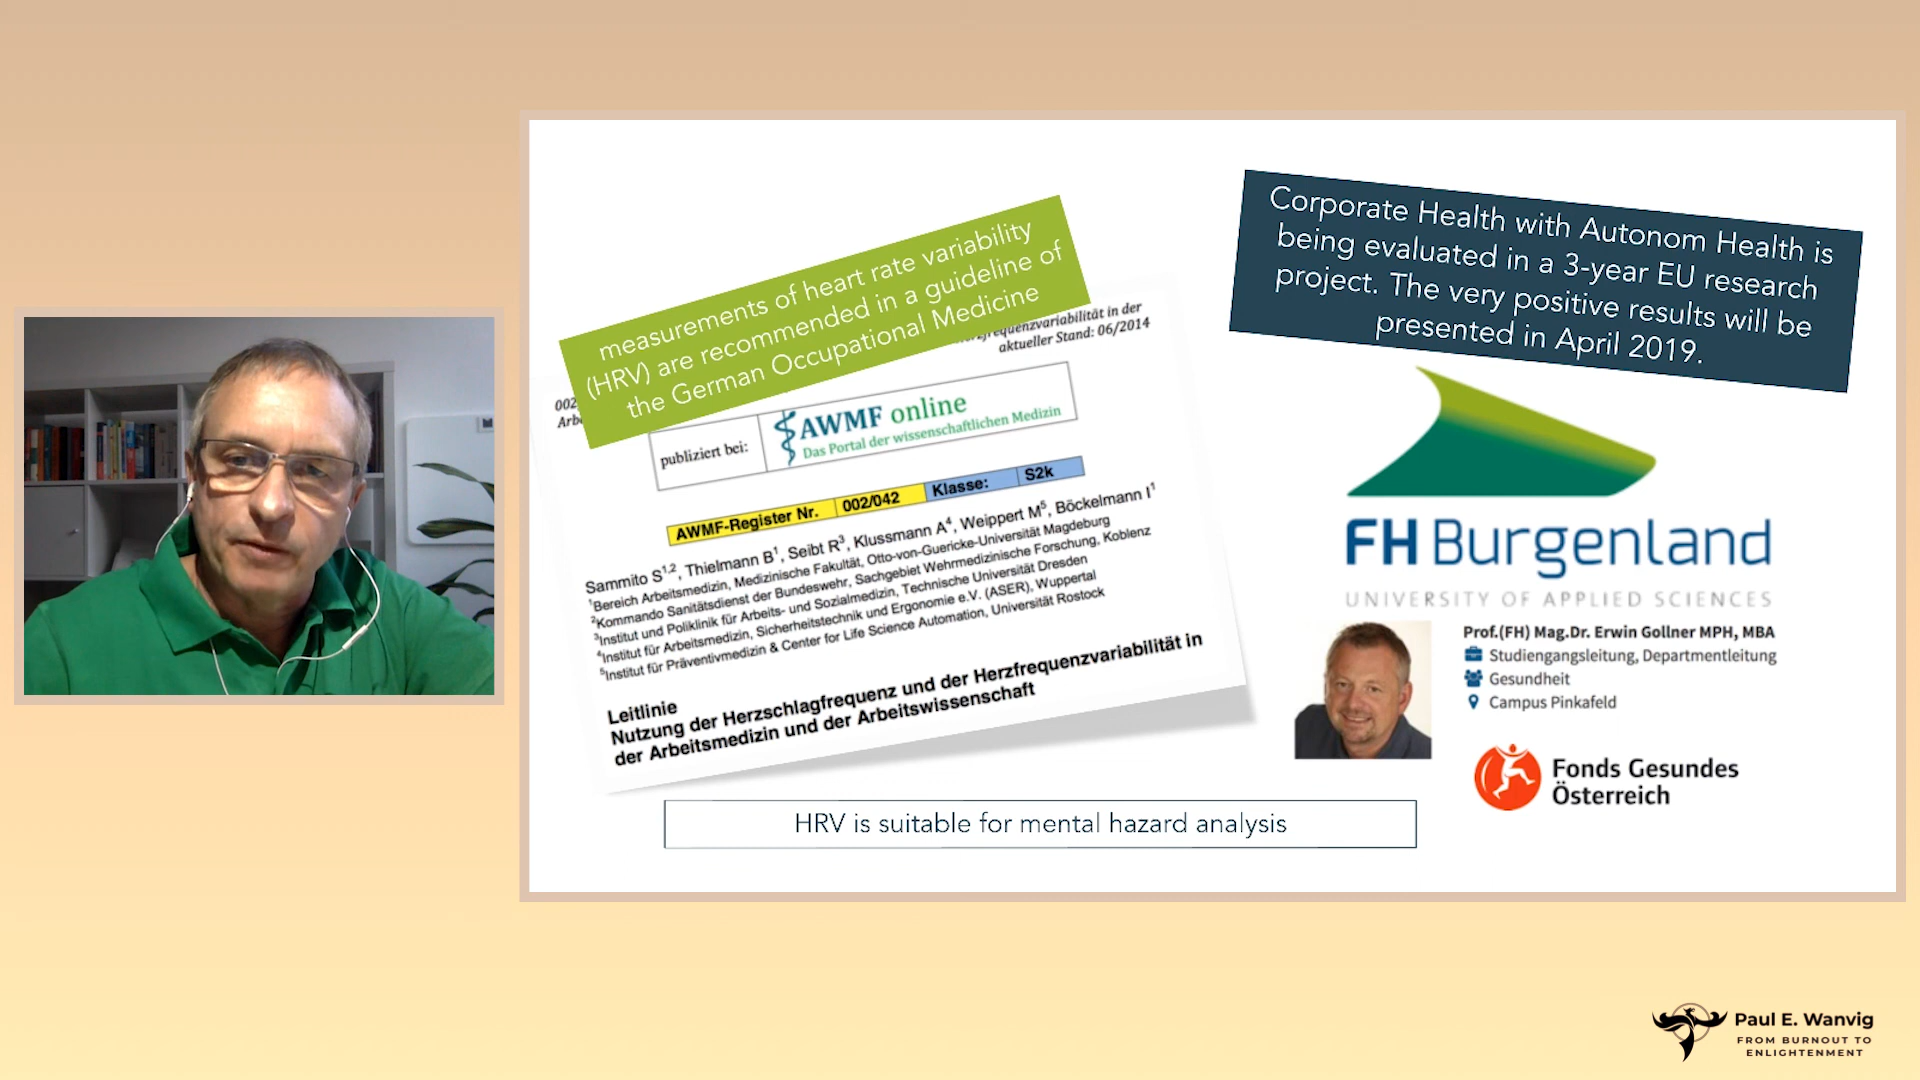 measurements of heart rate variability
(HRV) are recommended in a guideline of
the German Occupational Medicine
in der
aktueller Stand: 06/2014
002
publiziert bei:
AWMF online
Das Portal der wissenschaftlichen Medizin
AWMF-Register Nr. 002/042 Klasse: S2k
Sammito S1,2, Thielmann B1, Seibt R3, Klussmann A4, Weippert M5, Böckelmann I1
1Bereich Arbeitsmedizin, Medizinische Fakultät, Otto-von-Guericke-Universität Magdeburg
2Kommando Sanitätsdienst der Bundeswehr, Sachgebiet Wehrmedizinische Forschung, Koblenz
3Institut und Poliklinik für Arbeits- und Sozialmedizin, Technische Universität Dresden
4Institut für Arbeitsmedizin, Sicherheitstechnik und Ergonomie e.V. (ASER), Wuppertal
5Institut für Präventivmedizin & Center for Life Science Automation, Universität Rostock
Leitlinie
Nutzung der Herzschlagfrequenz und der Herzfrequenzvariabilität in
der Arbeitsmedizin und der Arbeitswissenschaft
HRV is suitable for mental hazard analysis
Corporate Health with Autonom Health is
being evaluated in a 3-year EU research
project. The very positive results will be
presented in April 2019.
FH Burgenland
UNIVERSITY OF APPLIED SCIENCES
Prof.(FH) Mag.Dr. Erwin Gollner MPH, MBA
Studiengangsleitung, Departmentleitung
Gesundheit
Campus Pinkafeld
Fonds Gesundes
Österreich
Paul E. Wanvig
FROM BURNOUT TO
ENLIGHTENMENT